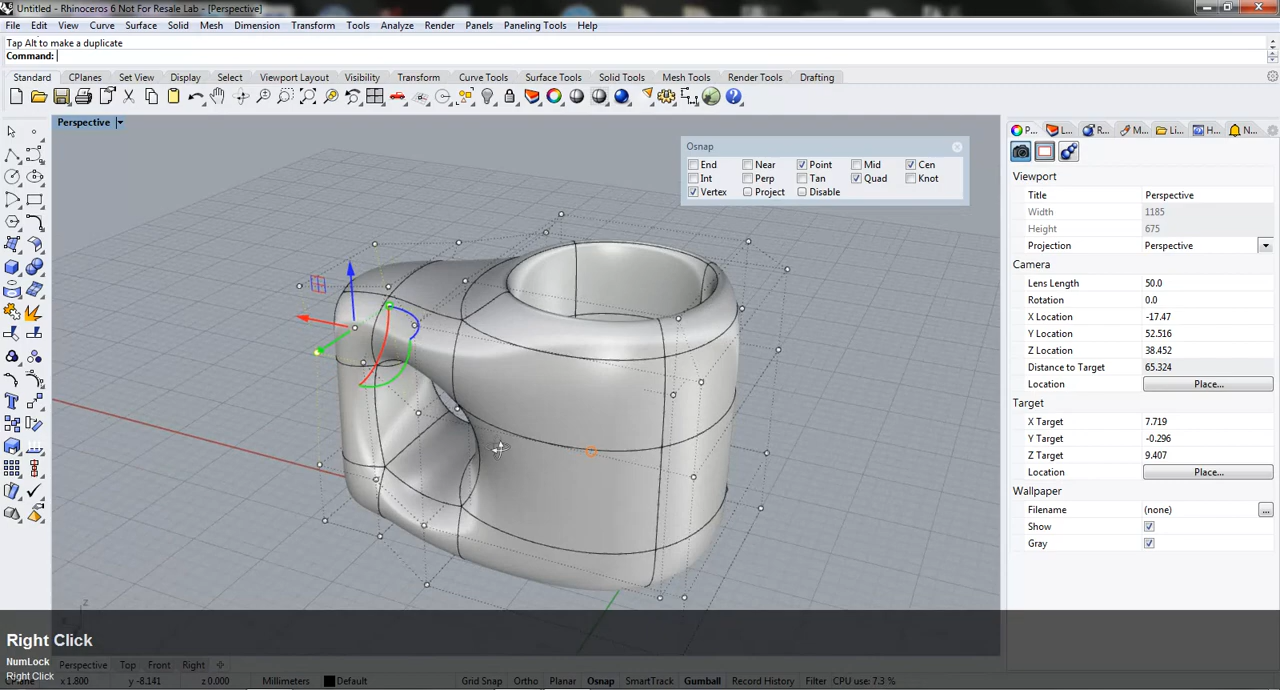 Untitled - Rhinoceros 6 Not For Resale Lab - [Perspective]
File Edit View Curve Surface Solid Mesh Dimension Transform Tools Analyze Render Panels Paneling Tools Help
Tap Alt to make a duplicate
Command:
Standard CPlanes Set View Display Select Viewport Layout Visibility Transform Curve Tools Surface Tools Solid Tools Mesh Tools Render Tools Drafting
Perspective
P... L... R... M... Li... H... N...
Osnap
End Near Point Mid Cen
Int Perp Tan Quad Knot
Vertex Project Disable
Viewport
Title Perspective
Width 1185
Height 675
Projection Perspective
Camera
Lens Length 50.0
Rotation 0.0
X Location -17.47
Y Location 52.516
Z Location 38.452
Distance to Target 65.324
Location Place...
Target
X Target 7.719
Y Target -0.296
Z Target 9.407
Location Place...
Wallpaper
Filename (none) ...
Show
Gray
z
Right Click
NumLock
Right Click
Perspective Top Front Right
x 1.800 y -8.141 z 0.000 Millimeters Default Grid Snap Ortho Planar Osnap SmartTrack Gumball Record History Filter CPU use: 7.3 %